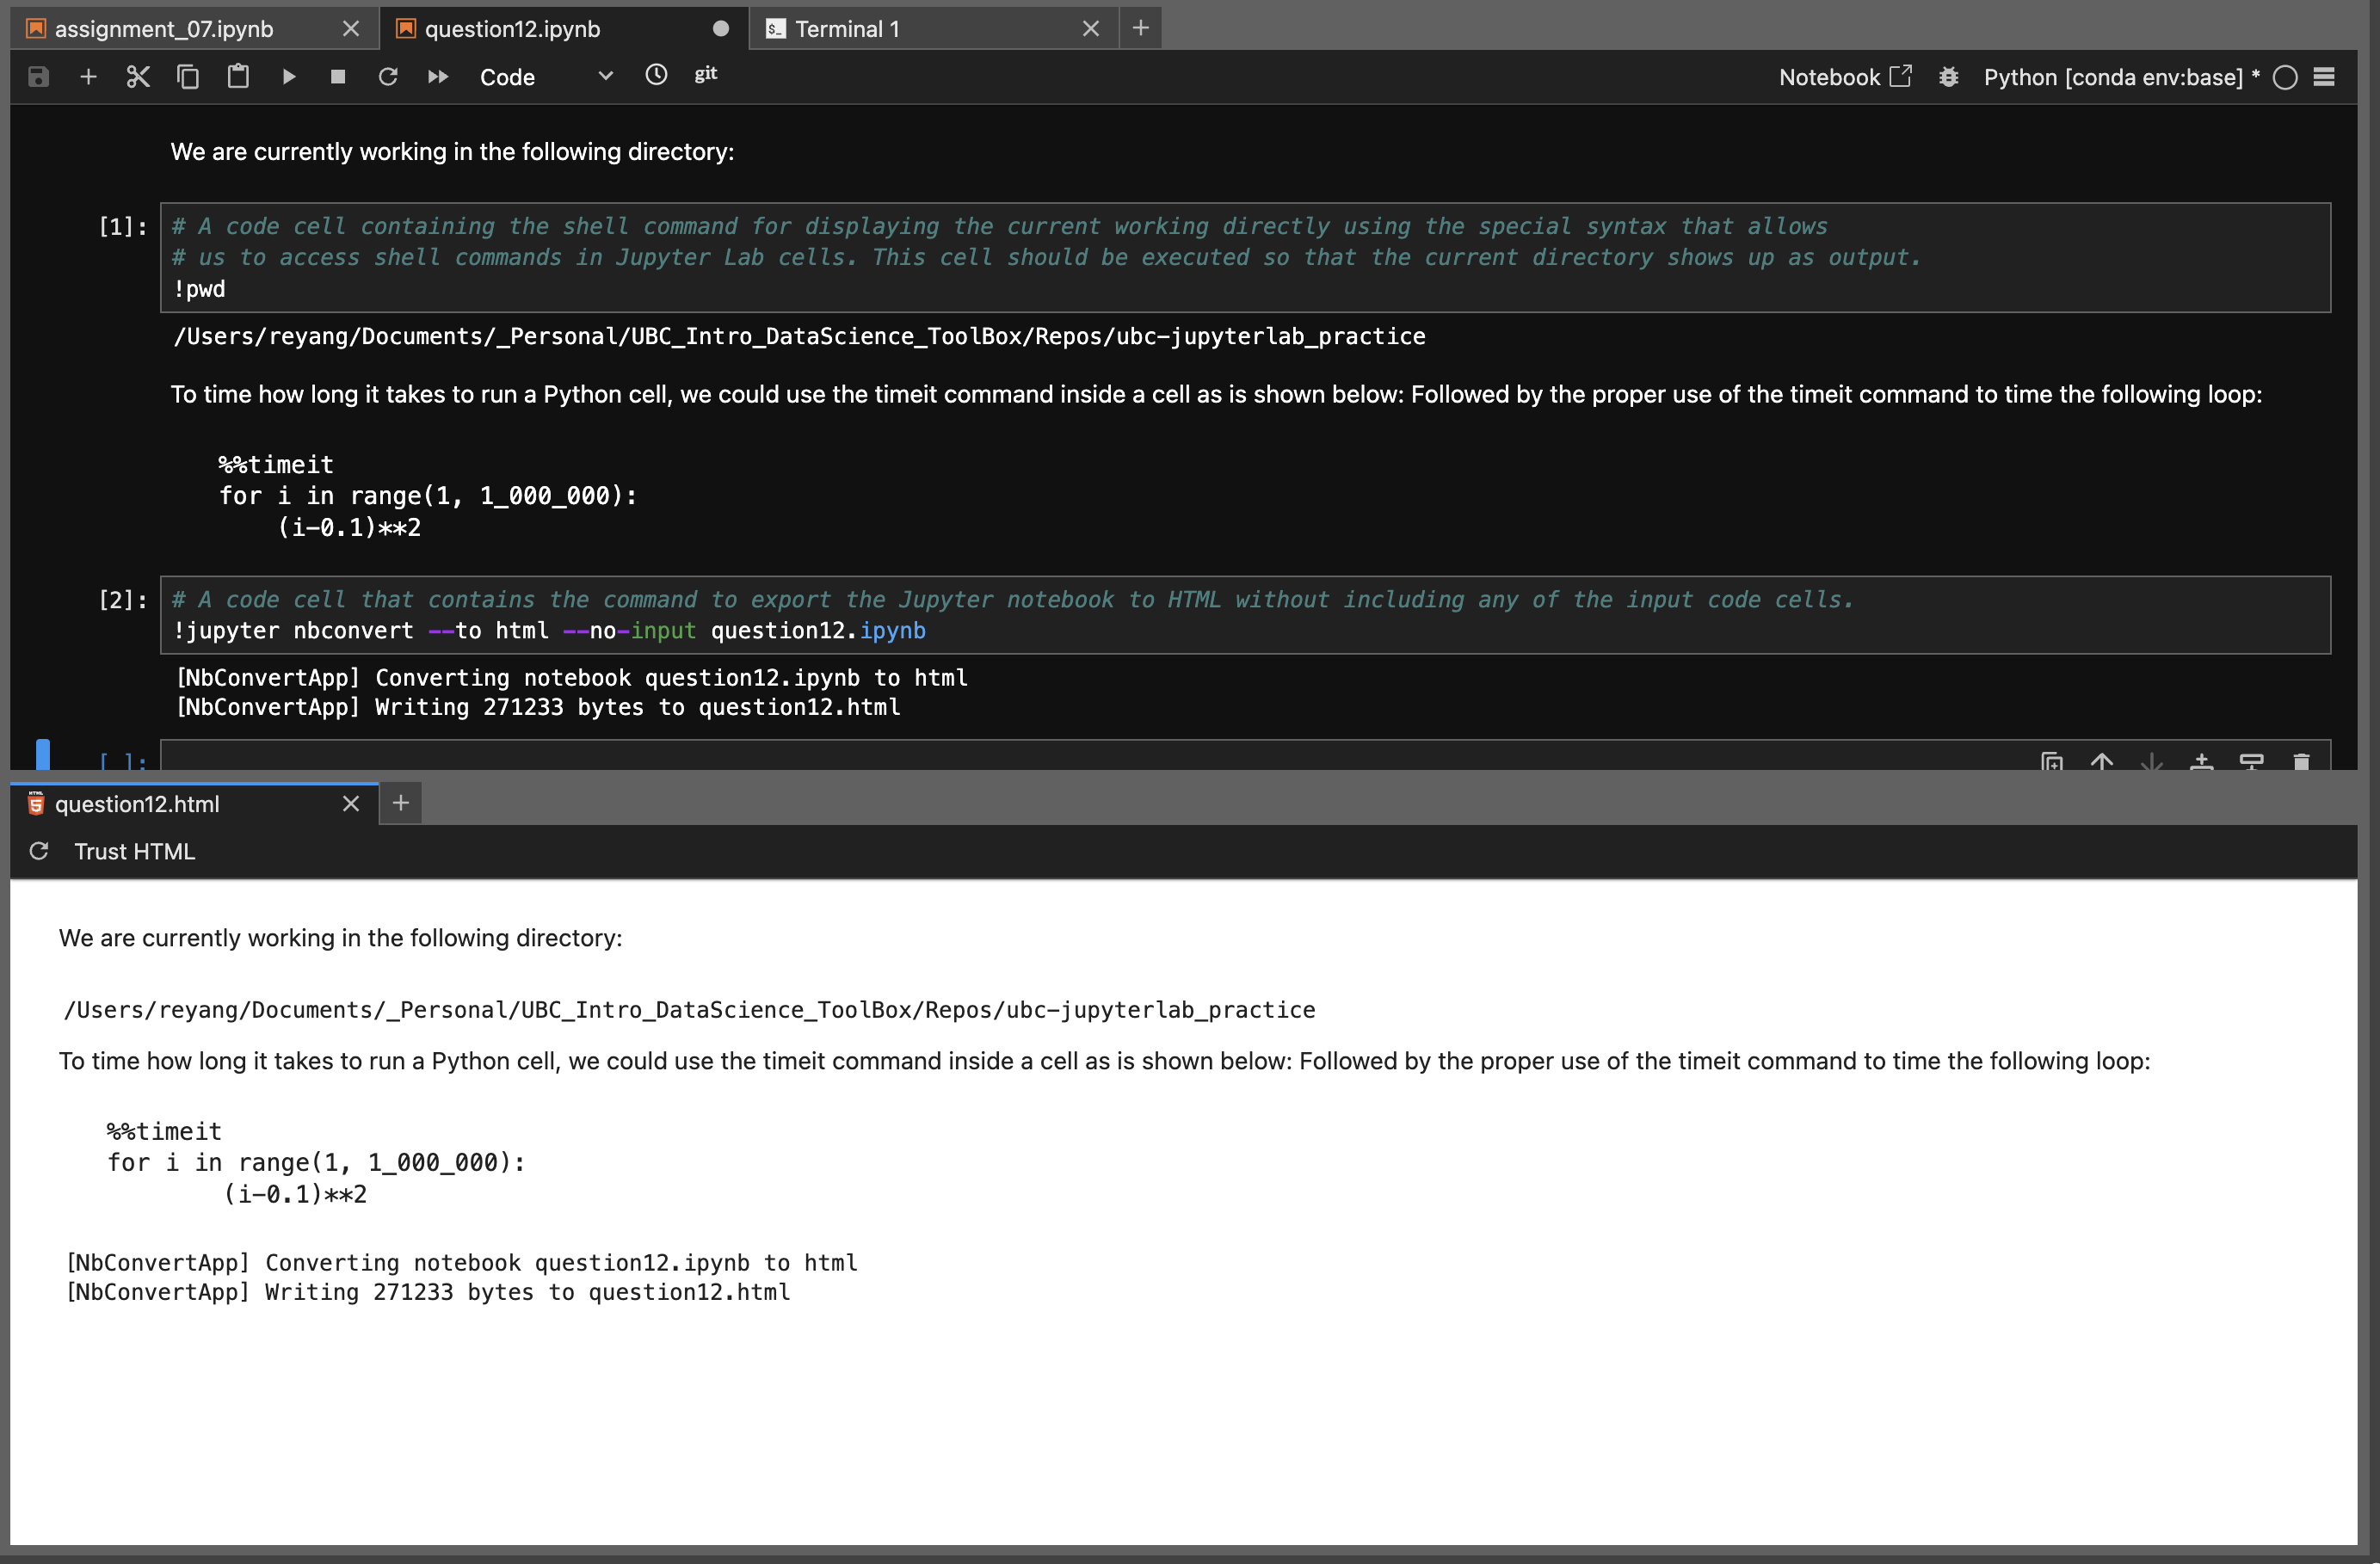 assignment_07.ipynb
question12.ipynb
$_ Terminal 1
Code
git
Notebook
Python [conda env:base] *
We are currently working in the following directory:
[1]:
# A code cell containing the shell command for displaying the current working directly using the special syntax that allows
# us to access shell commands in Jupyter Lab cells. This cell should be executed so that the current directory shows up as output.
!pwd
/Users/reyang/Documents/_Personal/UBC_Intro_DataScience_ToolBox/Repos/ubc-jupyterlab_practice
To time how long it takes to run a Python cell, we could use the timeit command inside a cell as is shown below: Followed by the proper use of the timeit command to time the following loop:
%%timeit
for i in range(1, 1_000_000):
    (i-0.1)**2
[2]:
# A code cell that contains the command to export the Jupyter notebook to HTML without including any of the input code cells.
!jupyter nbconvert --to html --no-input question12.ipynb
[NbConvertApp] Converting notebook question12.ipynb to html
[NbConvertApp] Writing 271233 bytes to question12.html
[ ]:
HTML 5 question12.html
Trust HTML
We are currently working in the following directory:
/Users/reyang/Documents/_Personal/UBC_Intro_DataScience_ToolBox/Repos/ubc-jupyterlab_practice
To time how long it takes to run a Python cell, we could use the timeit command inside a cell as is shown below: Followed by the proper use of the timeit command to time the following loop:
%%timeit
for i in range(1, 1_000_000):
        (i-0.1)**2
[NbConvertApp] Converting notebook question12.ipynb to html
[NbConvertApp] Writing 271233 bytes to question12.html